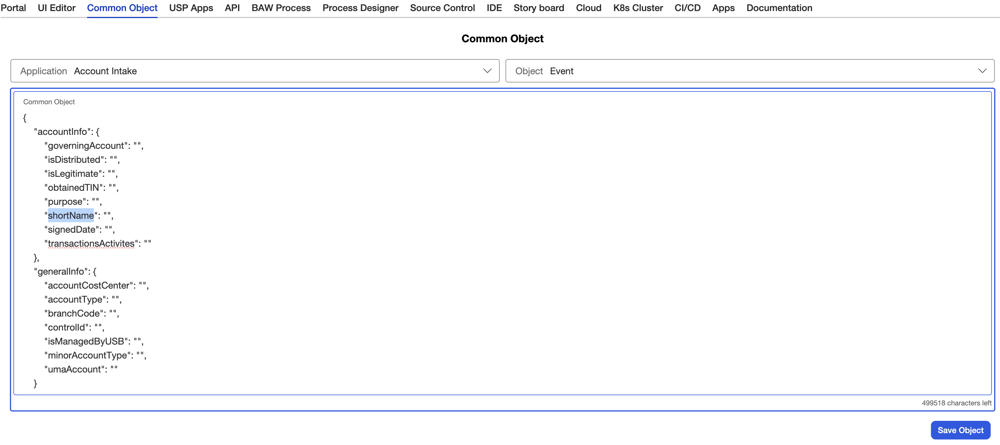 Portal UI Editor Common Object USP Apps API BAW Process Process Designer Source Control IDE Story board Cloud K8s Cluster CI/CD Apps Documentation
Common Object
Application Account Intake Object Event
Common Object
{
"accountInfo": {
"governingAccount": "",
"isDistributed": "",
"isLegitimate": "",
"obtainedTIN": "",
"purpose": "",
"shortName": "",
"signedDate": "",
"transactionsActivites": ""
},
"generalInfo": {
"accountCostCenter": "",
"accountType": "",
"branchCode": "",
"controlId": "",
"isManagedByUSB": "",
"minorAccountType": "",
"umaAccount": ""
}
499518 characters left
Save Object